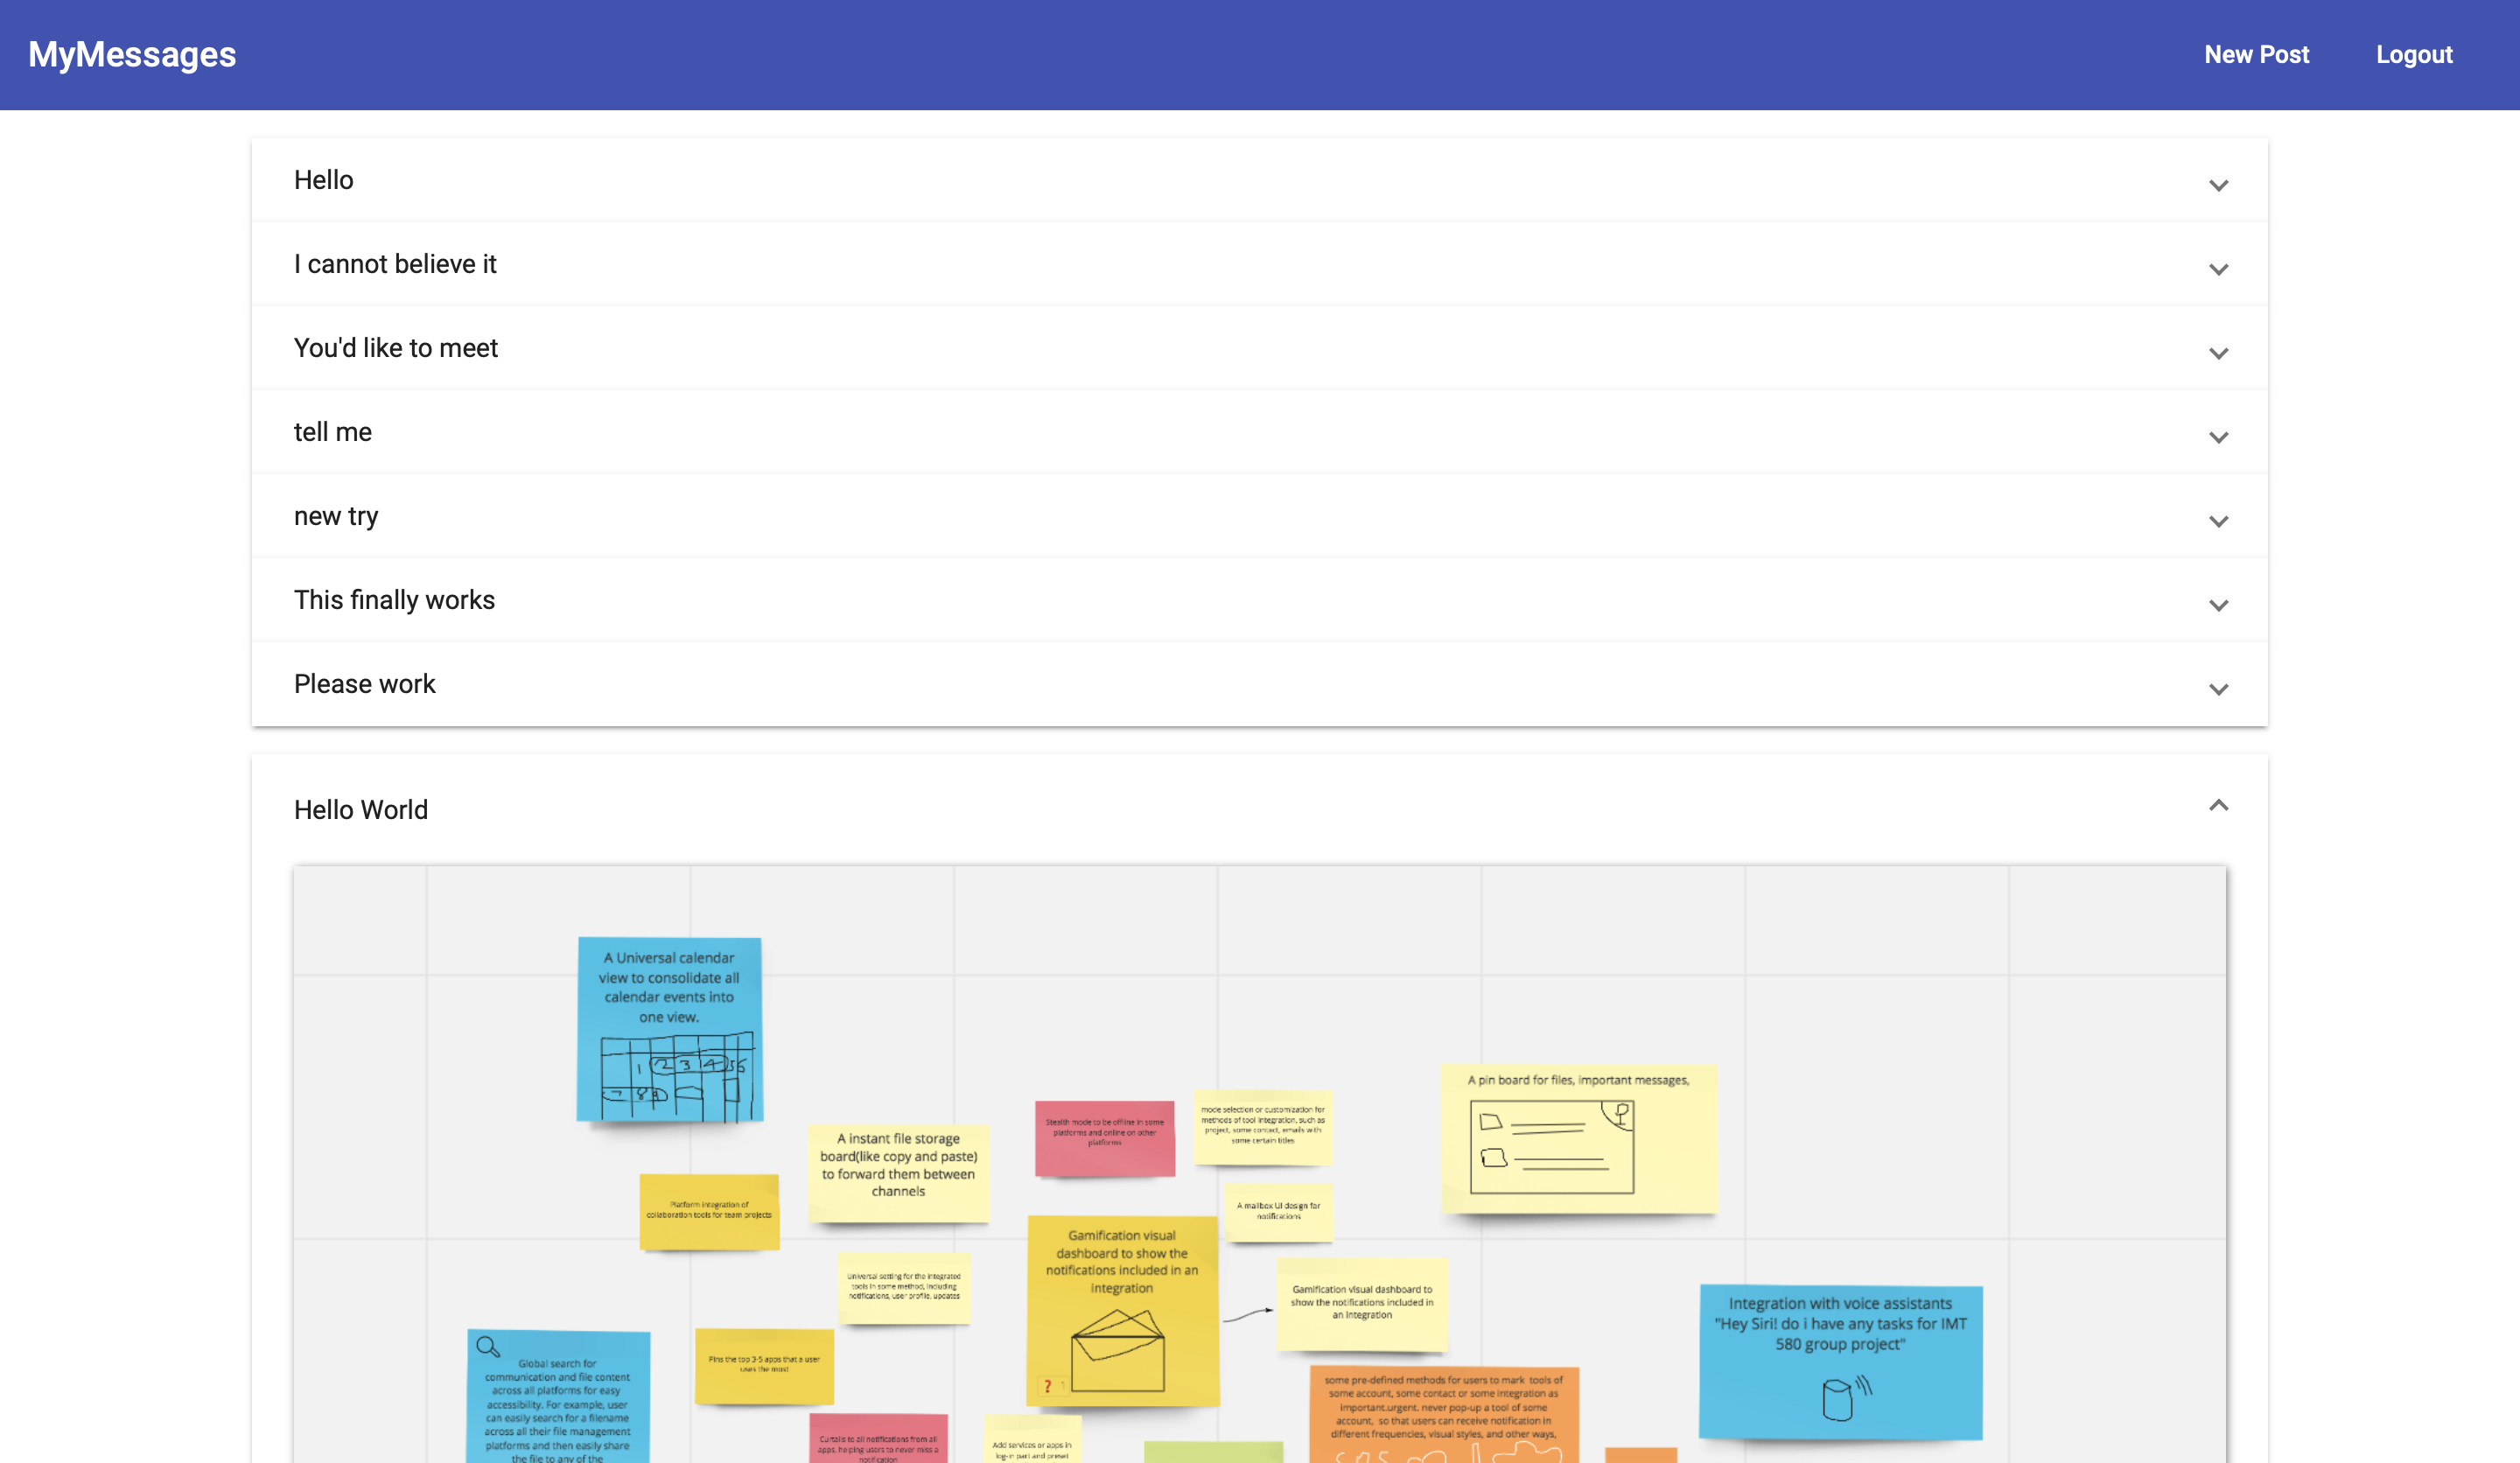 MyMessages
New Post
Logout
Hello
I cannot believe it
You'd like to meet
tell me
new try
This finally works
Please work
Hello World
A Universal calendar
view to consolidate all
calendar events into
one view.
1 2 3 4 5 6
7 8 9
A pin board for files, important messages,
Stealth mode to be offline in some
platforms and online on other
platforms
mode selection or customization for
methods of tool integration, such as
project, some contact, emails with
some certain titles
A instant file storage
board(like copy and paste)
to forward them between
channels
Platform integration of
collaboration tools for team projects
A mailbox UI design for
notifications
Gamification visual
dashboard to show the
notifications included in an
integration
Universal setting for the integrated
tools in some method, including
notifications, user profile, updates
Gamification visual dashboard to
show the notifications included in
an integration
Integration with voice assistants
"Hey Siri! do i have any tasks for IMT
580 group project"
Global search for
communication and file content
across all platforms for easy
accessibility. For example, user
can easily search for a filename
across all their file management
platforms and then easily share
the file to any of the
Pins the top 3-5 apps that a user
uses the most
? 1
some pre-defined methods for users to mark tools of
some account, some contact or some integration as
important.urgent, never pop-up a tool of some
account, so that users can receive notification in
different frequencies, visual styles, and other ways,
Curtails to all notifications from all
apps, helping users to never miss a
notification
Add services or apps in
log-in part and preset